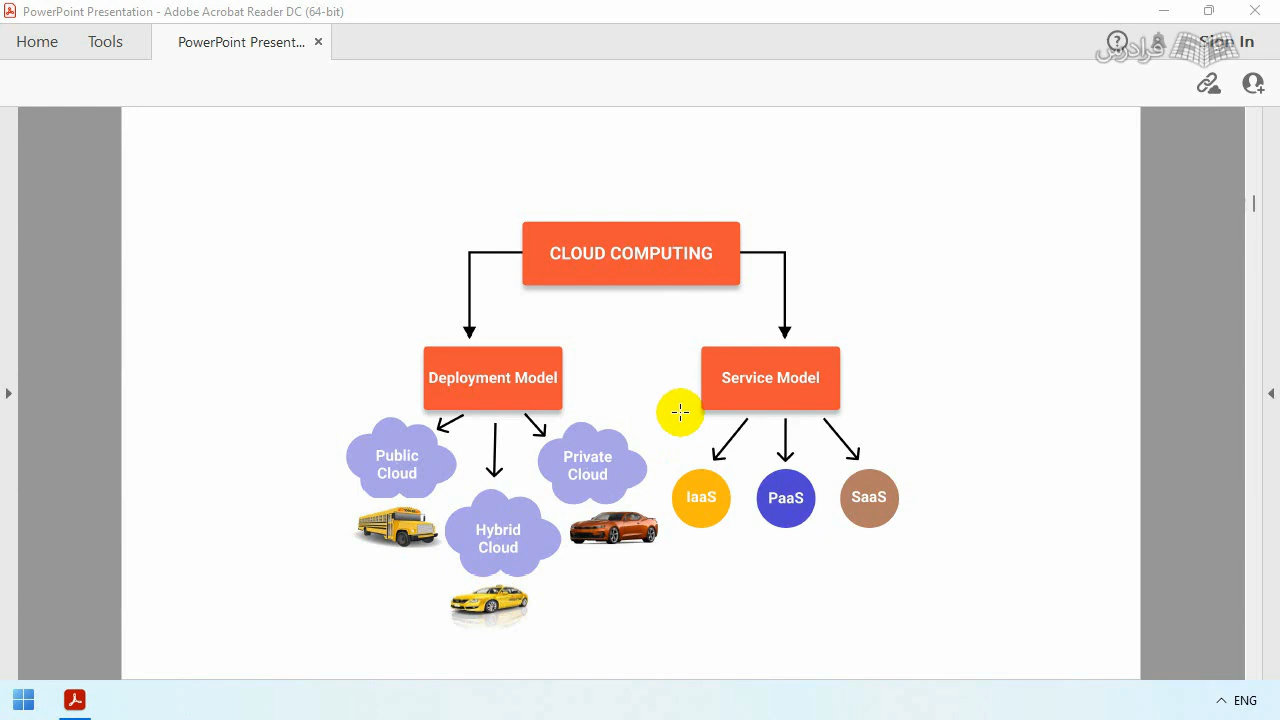 PowerPoint Presentation - Adobe Acrobat Reader DC (64-bit)
Home
Tools
PowerPoint Present...
Sign In
فرادرس
CLOUD COMPUTING
Deployment Model
Service Model
Public
Cloud
Private
Cloud
Hybrid
Cloud
IaaS
PaaS
SaaS
ENG